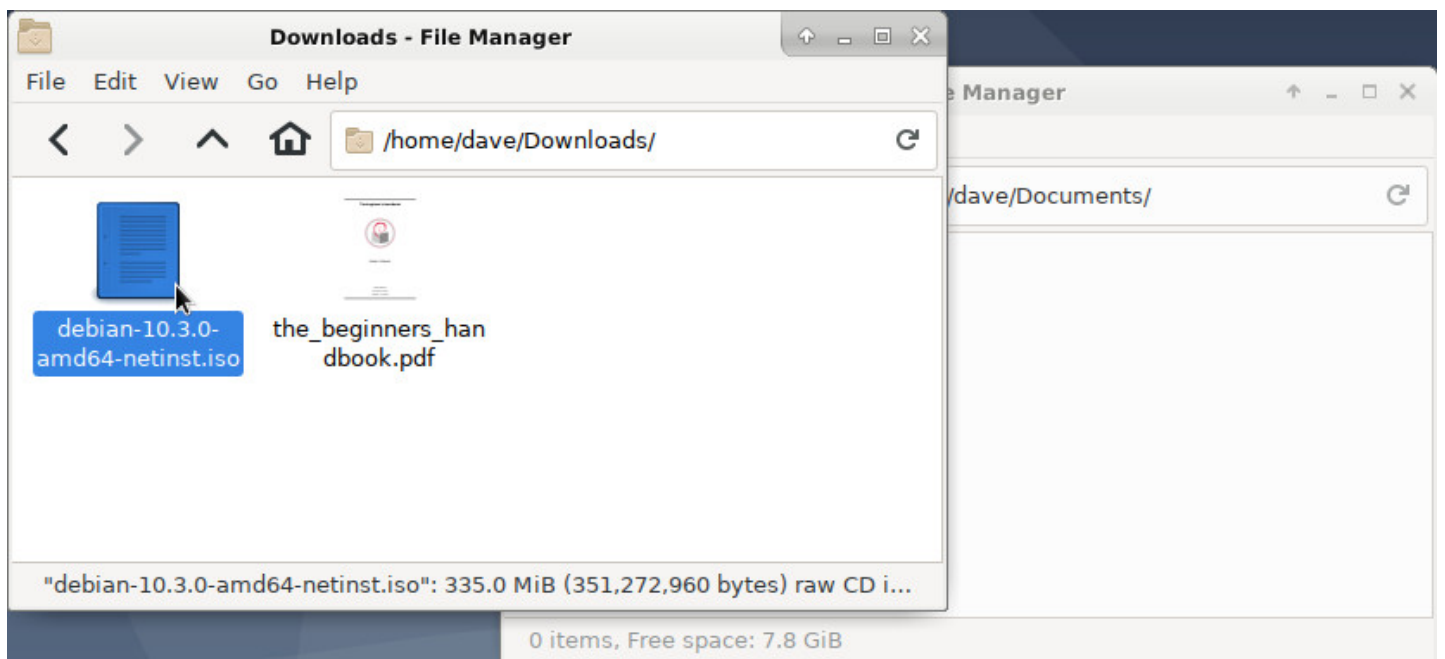 Downloads - File Manager
File Edit View Go Help
/home/dave/Downloads/
debian-10.3.0-
amd64-netinst.iso
the_beginners_han
dbook.pdf
"debian-10.3.0-amd64-netinst.iso": 335.0 MiB (351,272,960 bytes) raw CD i...
Manager
/dave/Documents/
0 items, Free space: 7.8 GiB